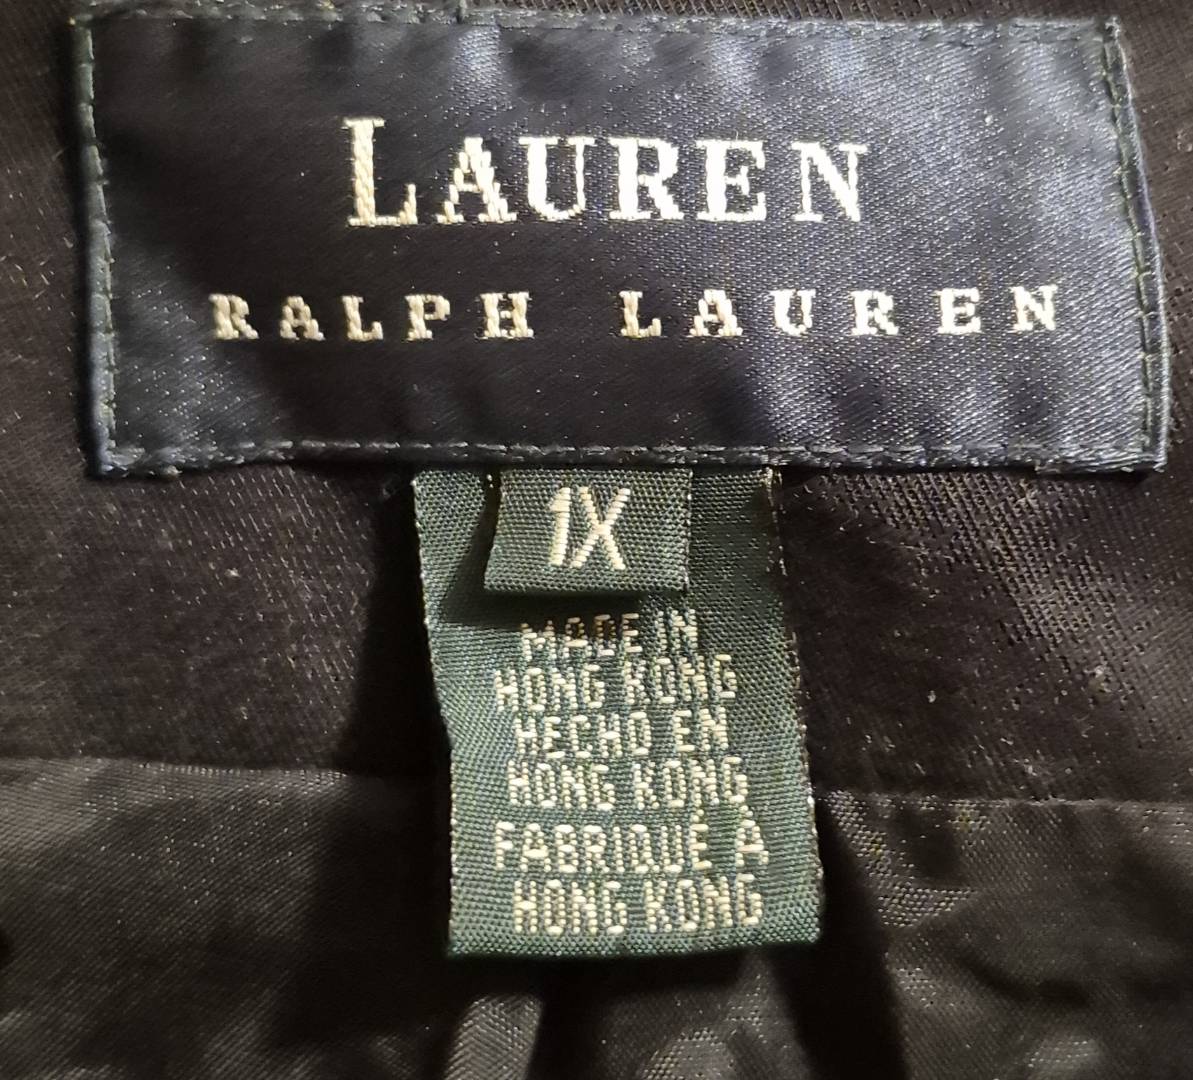 LAUREN
RALPH LAUREN
1X
MADE IN
HONG KONG
HECHO EN
HONG KONG
FABRIQUÉ À
HONG KONG